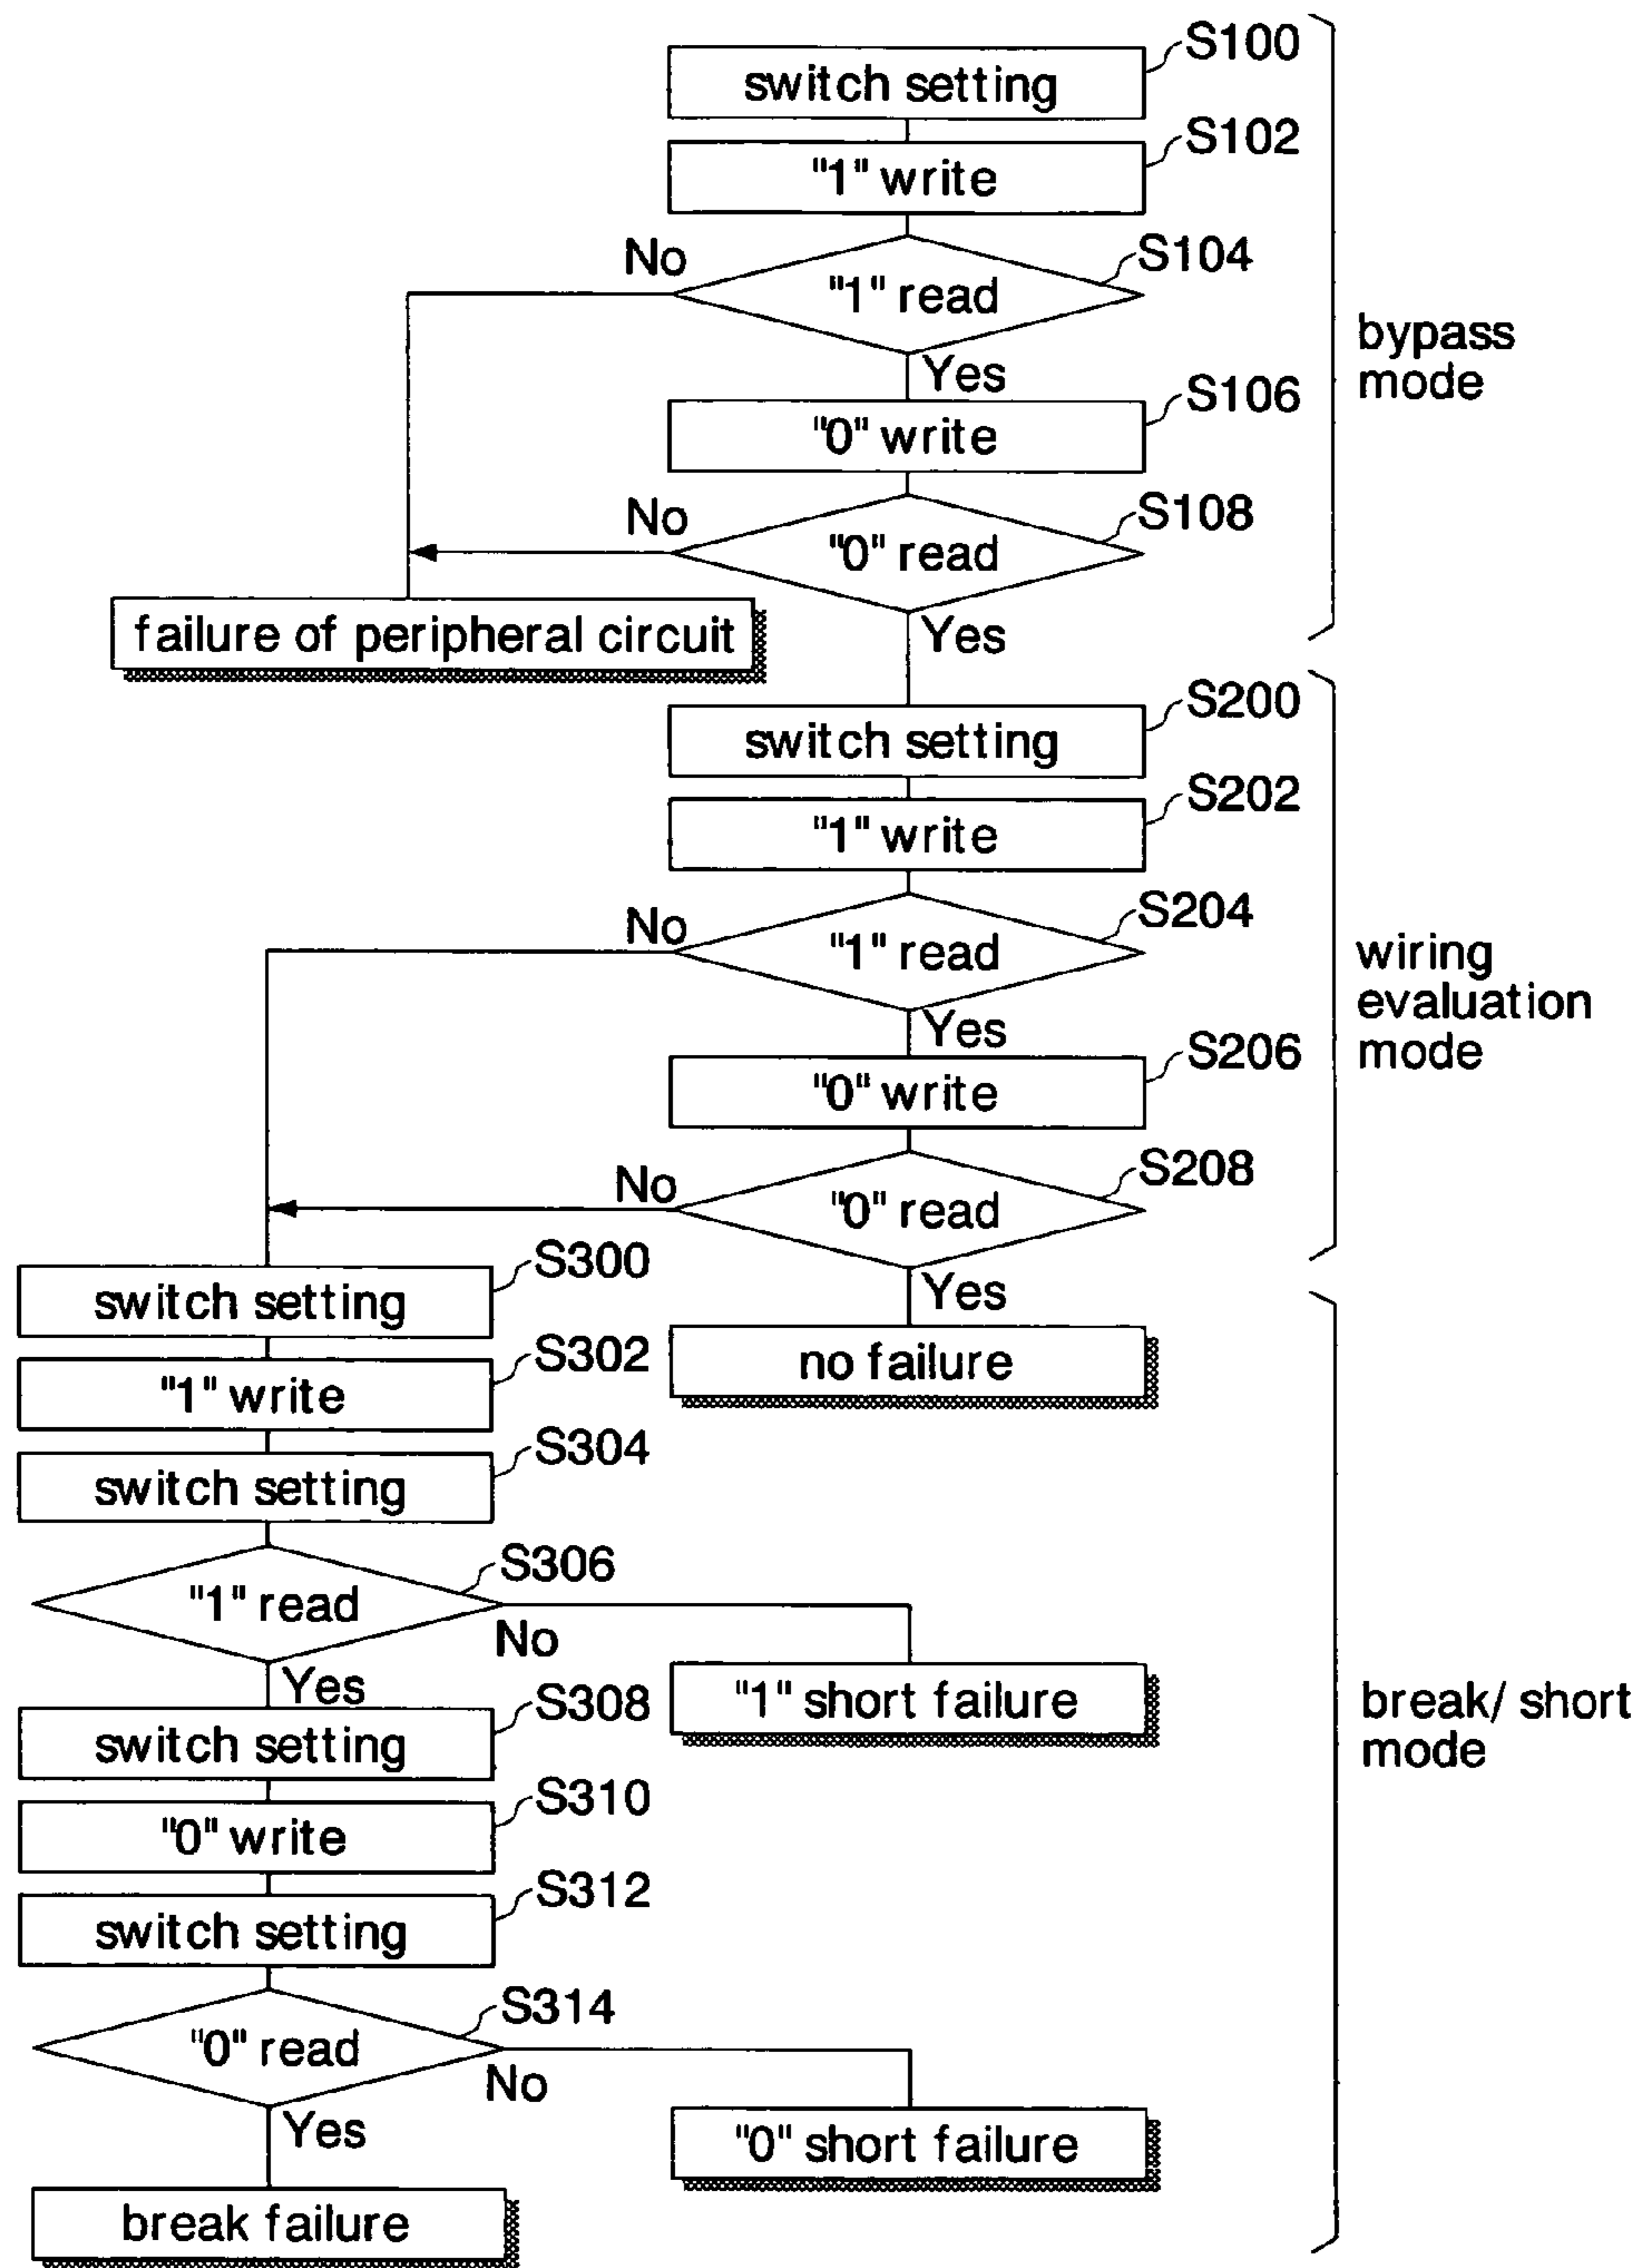 S100
switch setting
S102
"1" write
S104
No
"1" read
Yes
bypass
mode
S106
"0" write
S108
No
"0" read
Yes
failure of peripheral circuit
S200
switch setting
S202
"1" write
S204
No
"1" read
Yes
wiring
evaluation
mode
S206
"0" write
S208
No
"0" read
Yes
no failure
S300
switch setting
S302
"1" write
S304
switch setting
S306
"1" read
No
Yes
"1" short failure
break/ short
mode
S308
switch setting
S310
"0" write
S312
switch setting
S314
"0" read
No
Yes
"0" short failure
break failure